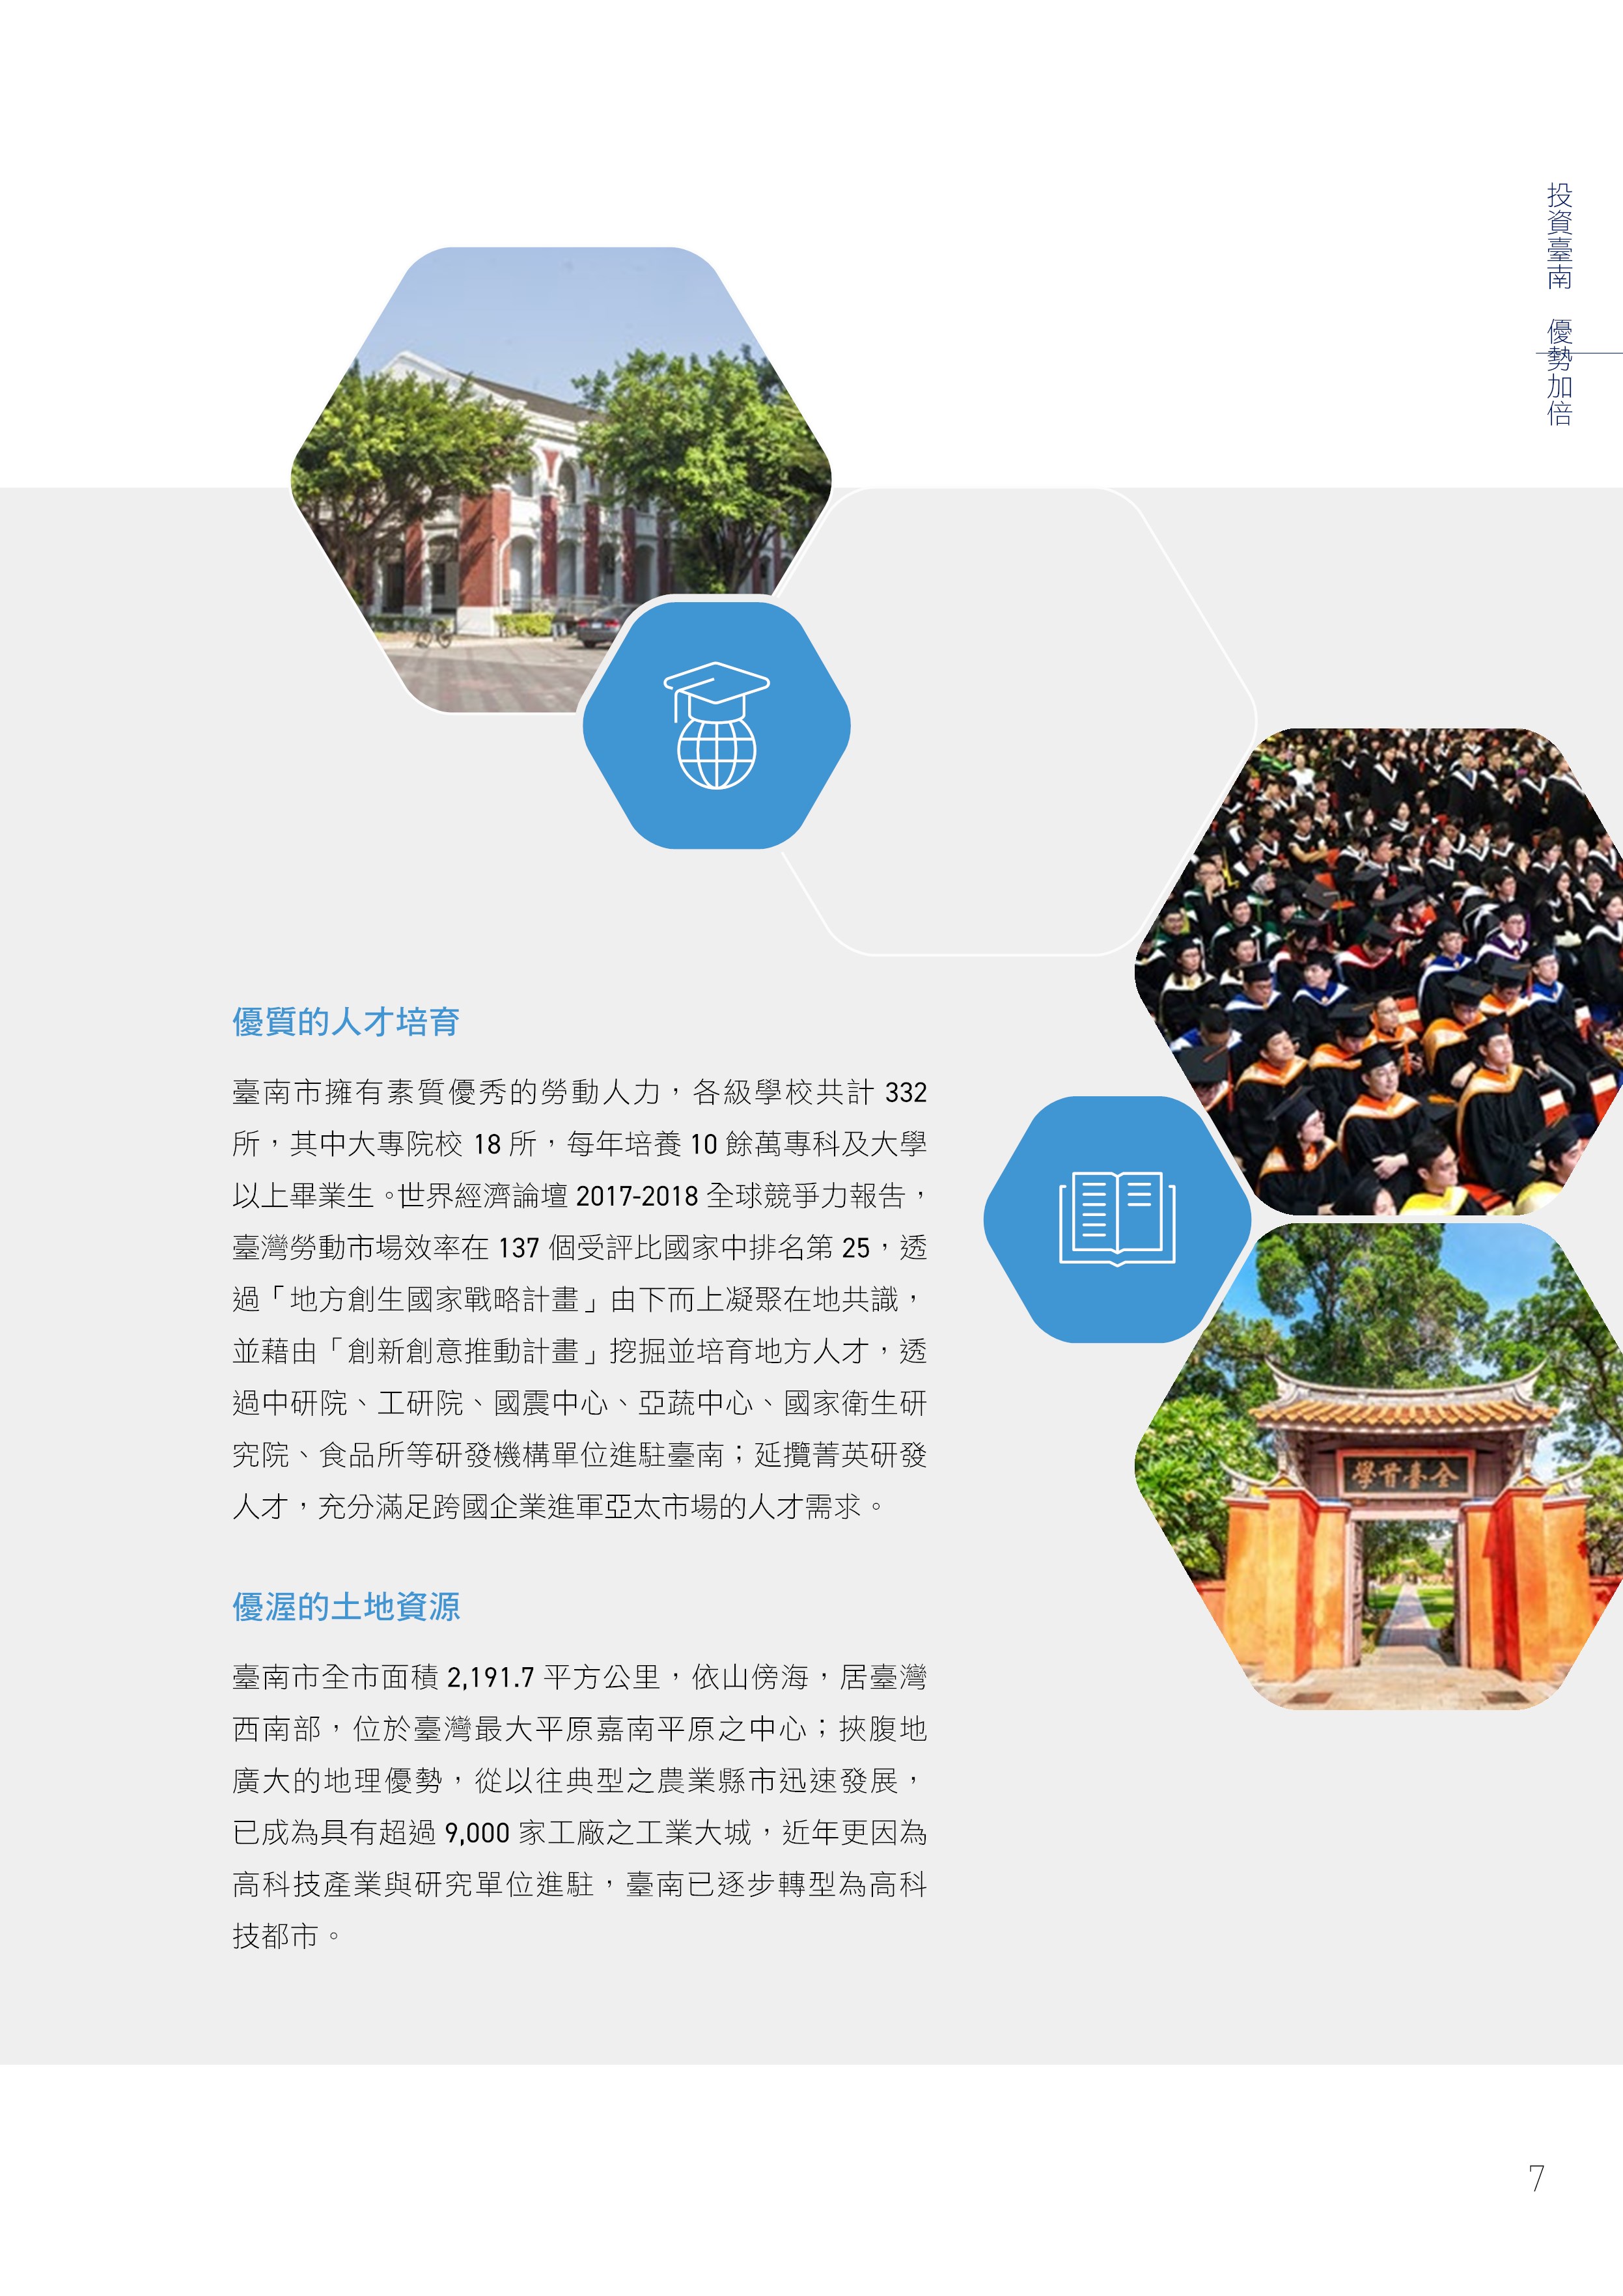 投資臺南　優勢加倍
優質的人才培育
臺南市擁有素質優秀的勞動人力，各級學校共計 332
所，其中大專院校 18 所，每年培養 10 餘萬專科及大學
以上畢業生。世界經濟論壇 2017-2018 全球競爭力報告，
臺灣勞動市場效率在 137 個受評比國家中排名第 25，透
過「地方創生國家戰略計畫」由下而上凝聚在地共識，
並藉由「創新創意推動計畫」挖掘並培育地方人才，透
過中研院、工研院、國震中心、亞蔬中心、國家衛生研
究院、食品所等研發機構單位進駐臺南；延攬菁英研發
人才，充分滿足跨國企業進軍亞太市場的人才需求。
全臺首學
優渥的土地資源
臺南市全市面積 2,191.7 平方公里，依山傍海，居臺灣
西南部，位於臺灣最大平原嘉南平原之中心；挾腹地
廣大的地理優勢，從以往典型之農業縣市迅速發展，
已成為具有超過 9,000 家工廠之工業大城，近年更因為
高科技產業與研究單位進駐，臺南已逐步轉型為高科
技都市。
7